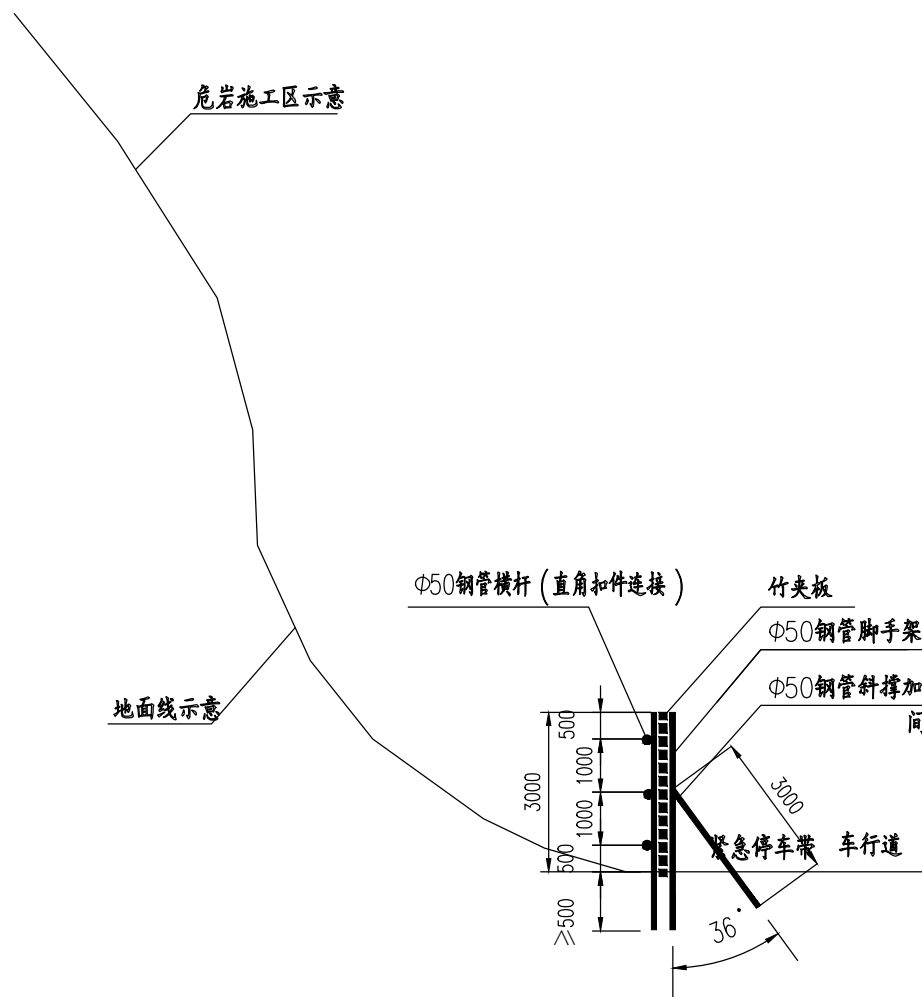 危岩施工区示意
Φ50钢管横杆（直角扣件连接）
竹夹板
Φ50钢管脚手架
Φ50钢管斜撑加
间
地面线示意
500
1000
3000
1000
500
≥500
3000
紧急停车带 车行道
36°